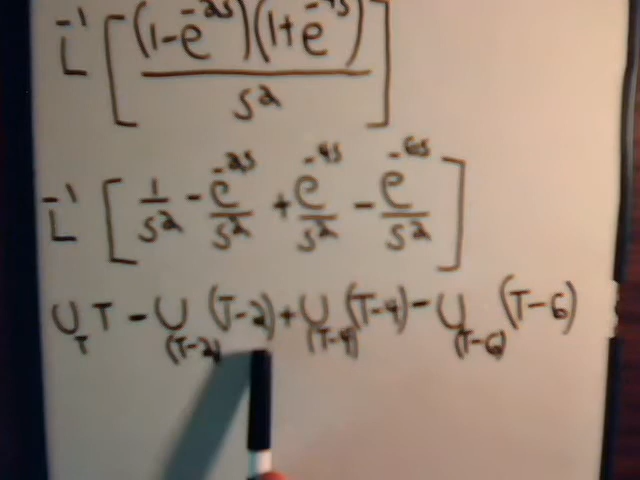 L⁻¹ [ (1-e^-2s)(1+e^-4s) / s² ]
L⁻¹ [ 1/s² - e^-2s/s² + e^-4s/s² - e^-6s/s² ]
U_T T - U_(T-2) (T-2) + U_(T-4) (T-4) - U_(T-6) (T-6)